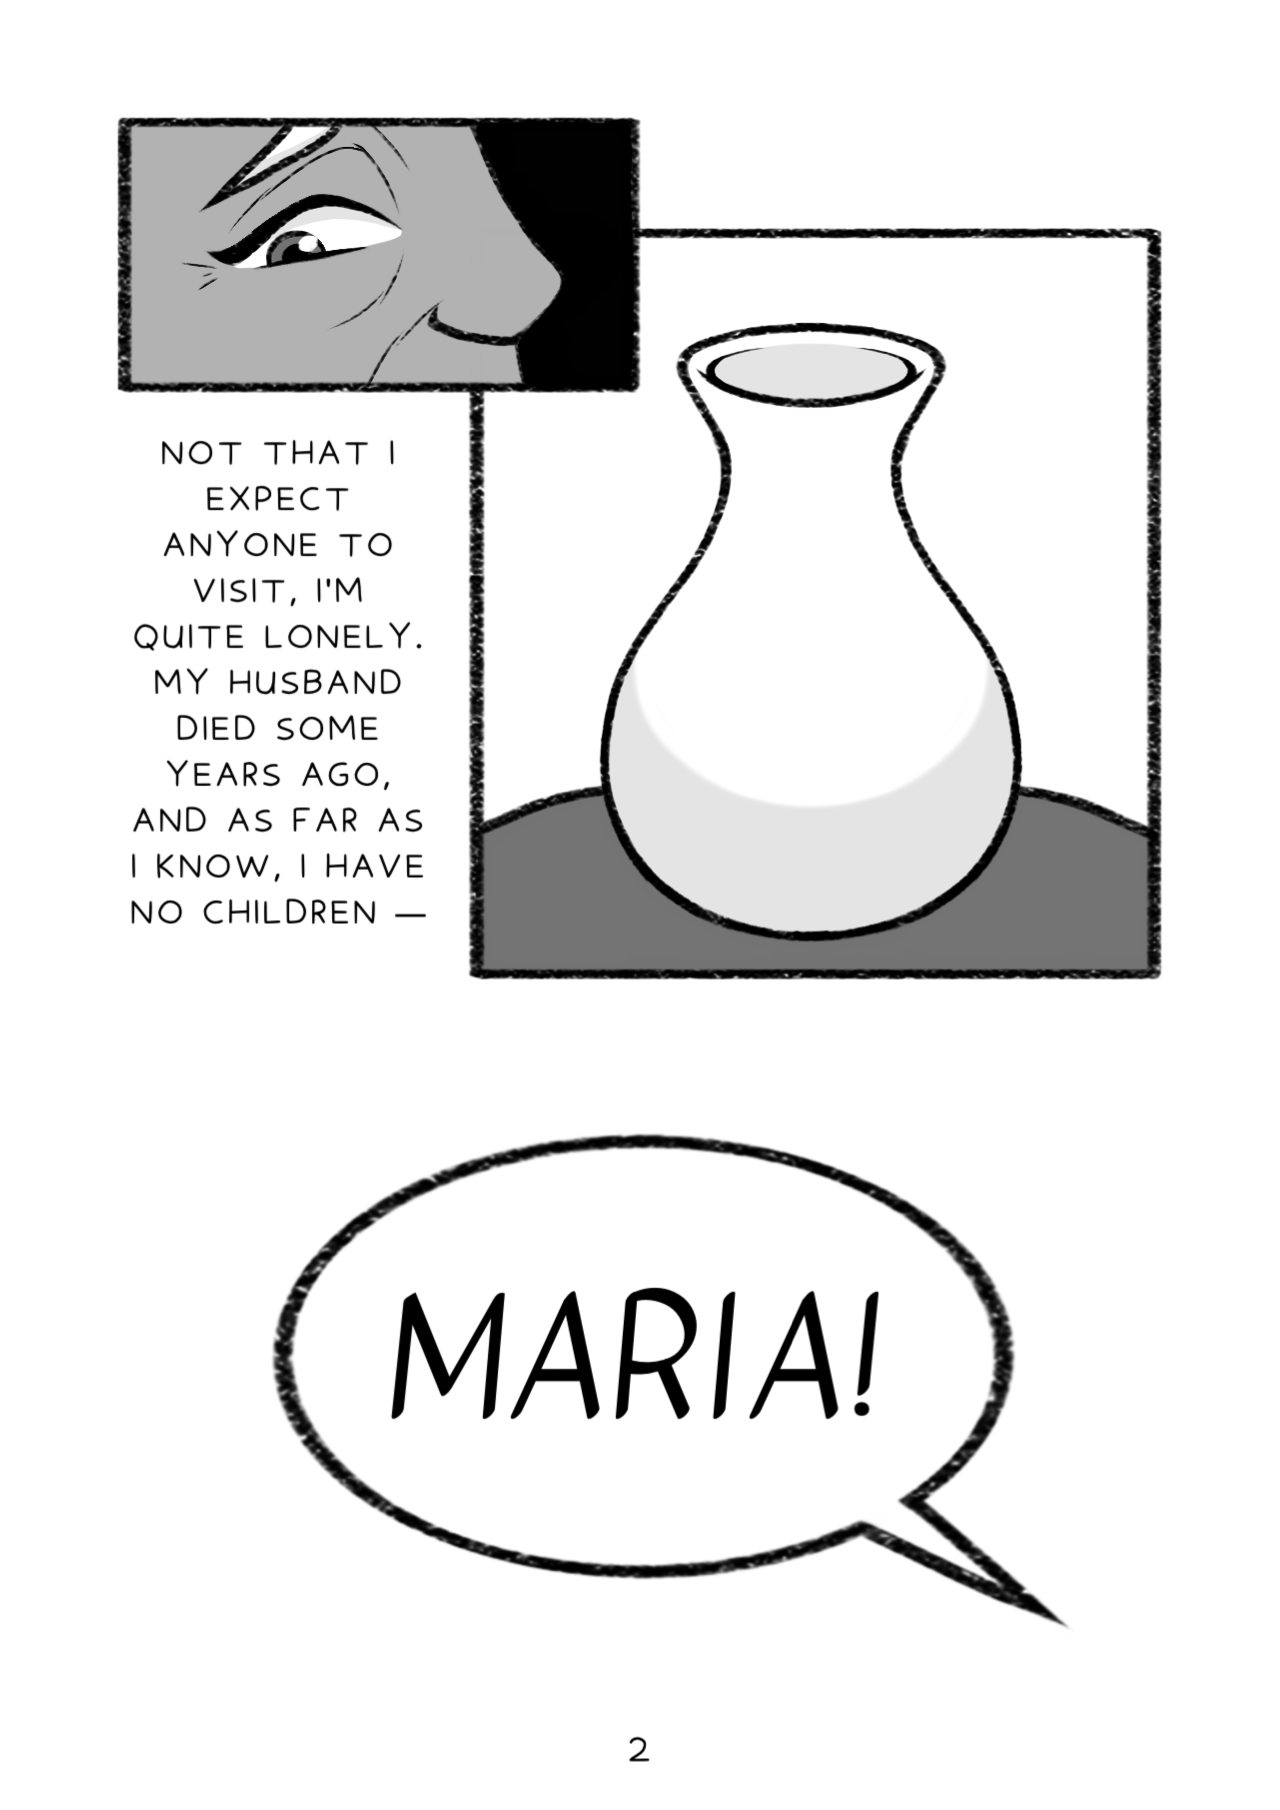 NOT THAT I
EXPECT
ANYONE TO
VISIT, I'M
QUITE LONELY.
MY HUSBAND
DIED SOME
YEARS AGO,
AND AS FAR AS
I KNOW, I HAVE
NO CHILDREN —
MARIA!
2